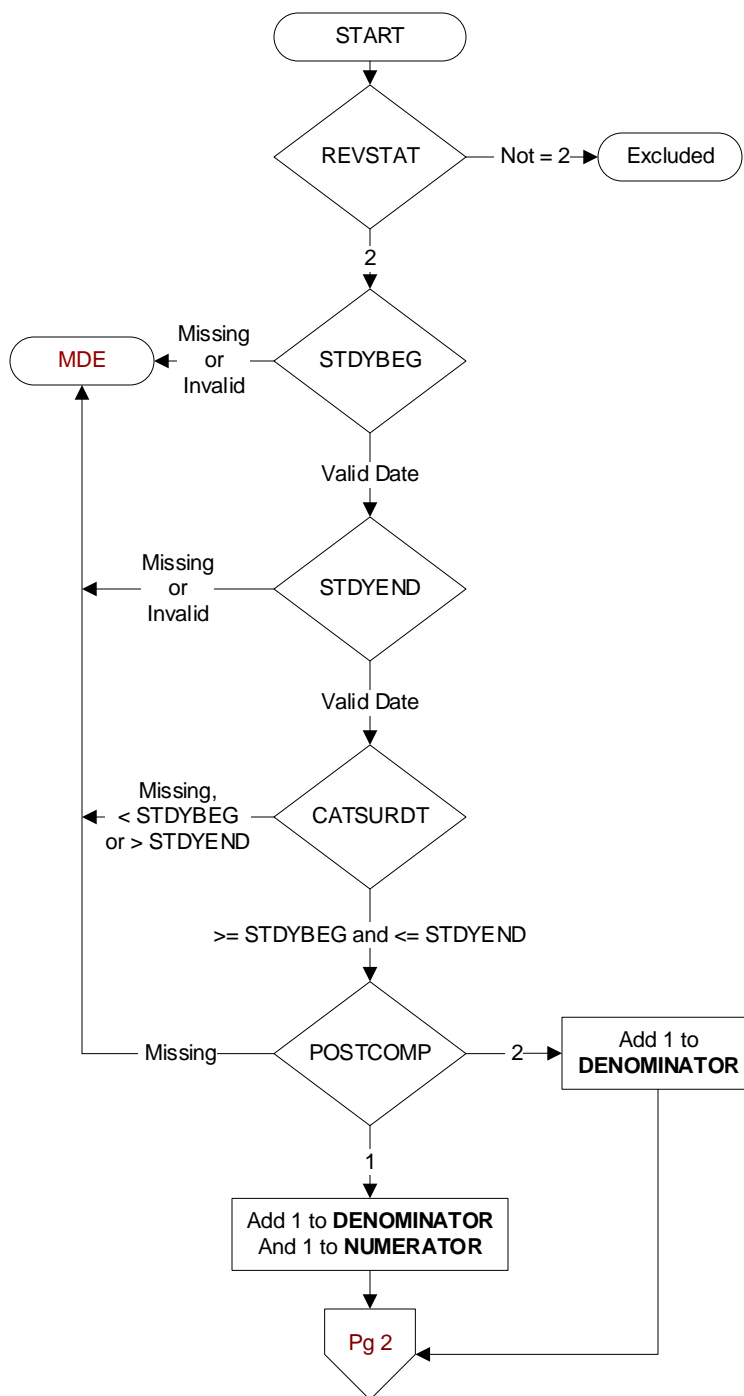 START
REVSTAT
Not = 2
Excluded
2
Missing
or
Invalid
MDE
STDYBEG
Valid Date
Missing
or
Invalid
STDYEND
Valid Date
Missing,
< STDYBEG
or > STDYEND
CATSURDT
>= STDYBEG and <= STDYEND
Missing
POSTCOMP
2
Add 1 to
DENOMINATOR
1
Add 1 to DENOMINATOR
And 1 to NUMERATOR
Pg 2